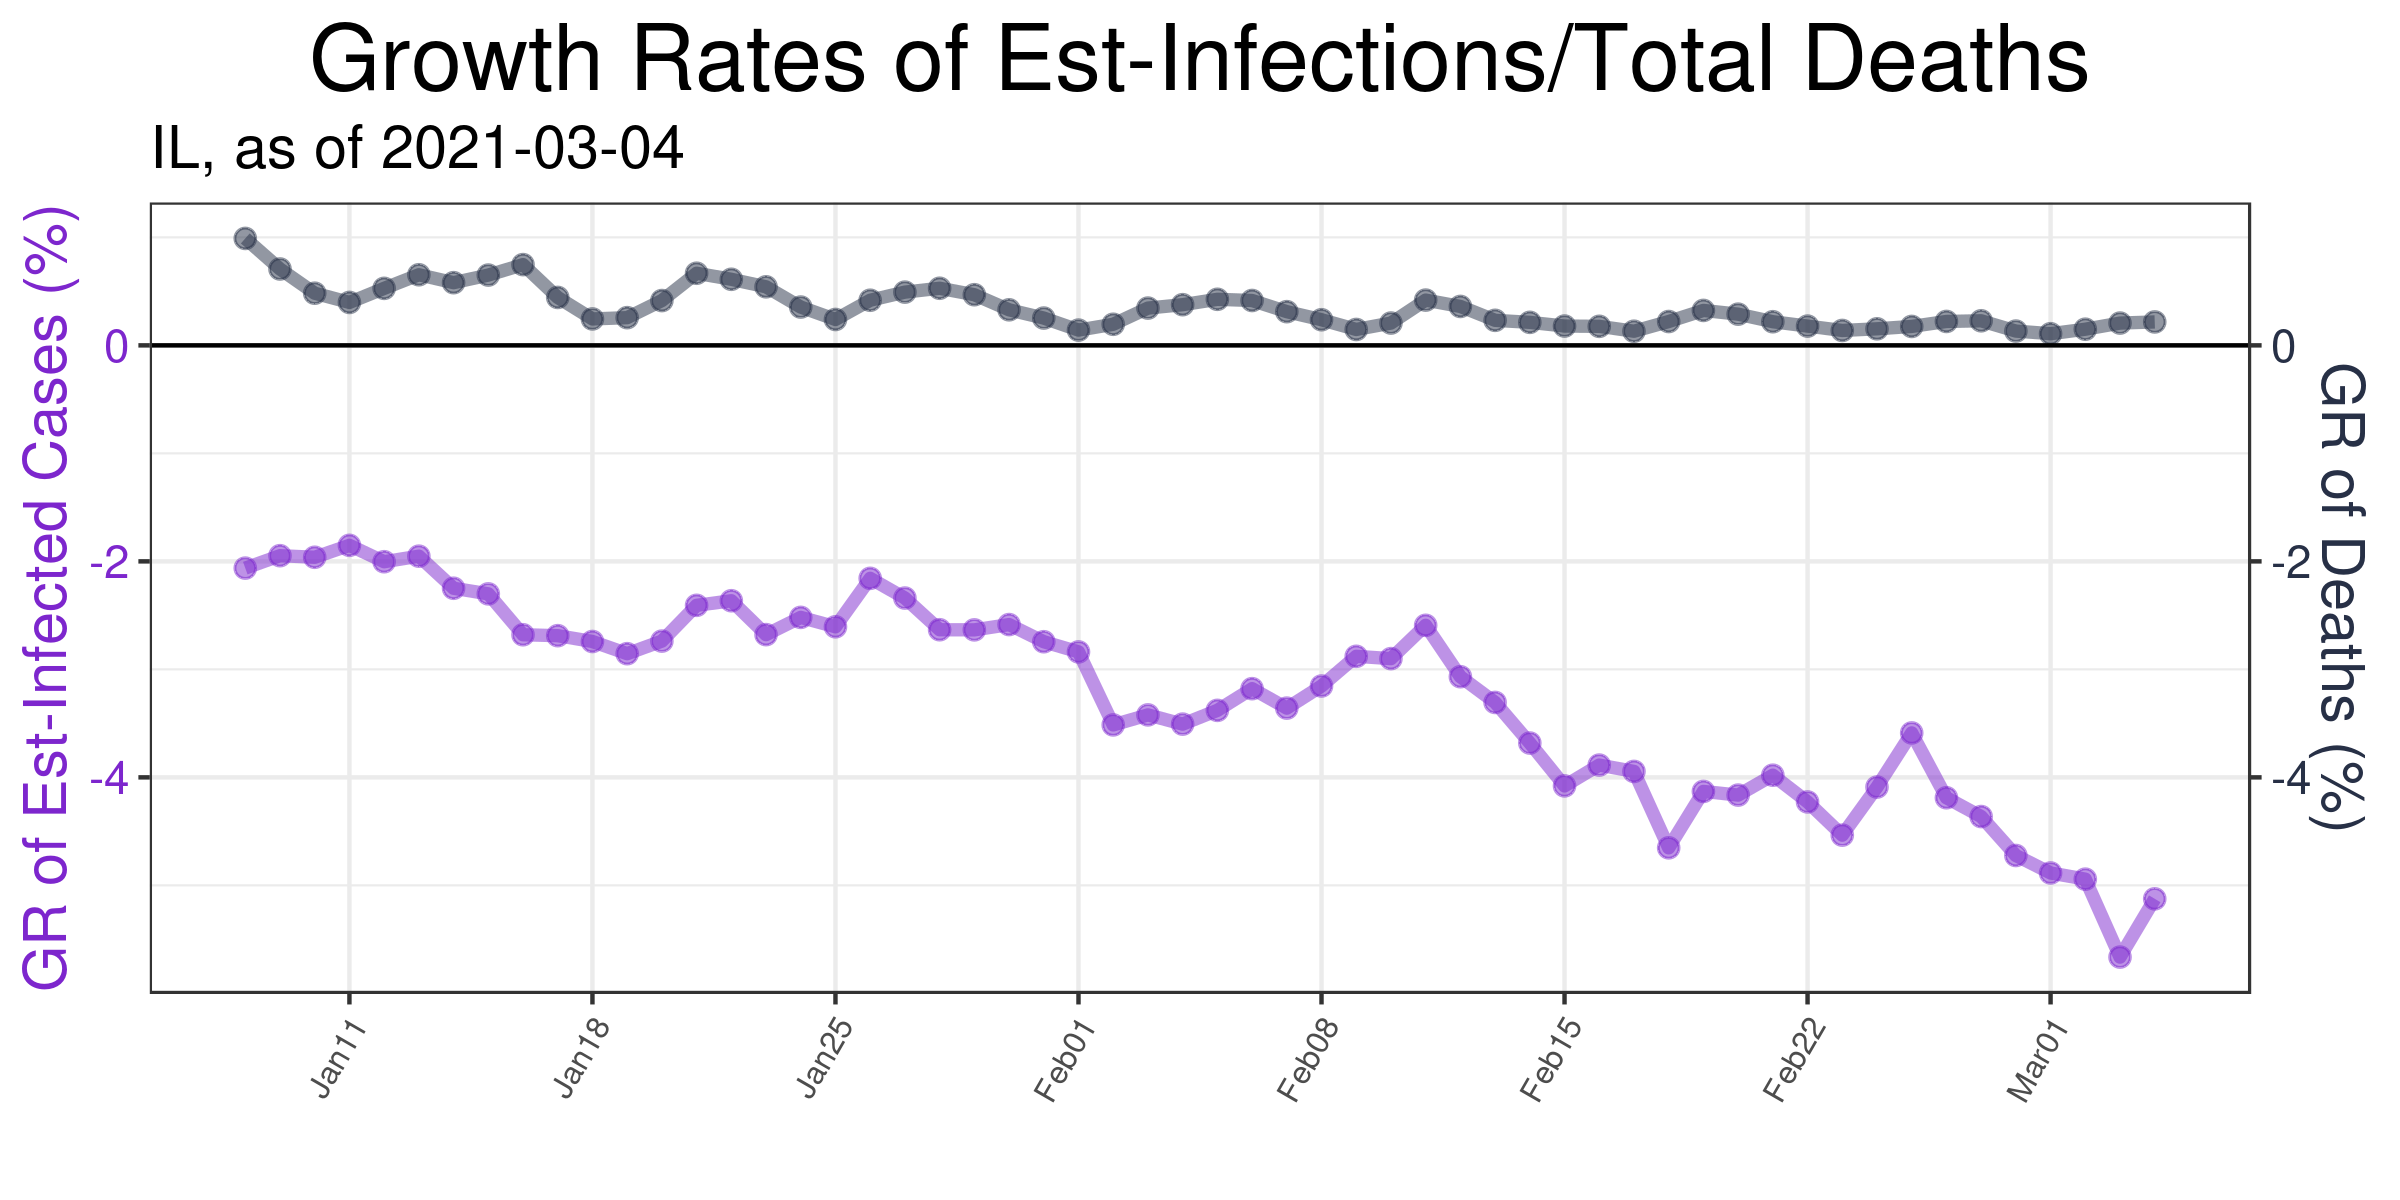 Growth Rates of Est-Infections/Total Deaths
IL, as of 2021-03-04
GR of Est-Infected Cases (%)
0
-2
-4
0
-2
-4
GR of Deaths (%)
Jan11
Jan18
Jan25
Feb01
Feb08
Feb15
Feb22
Mar01